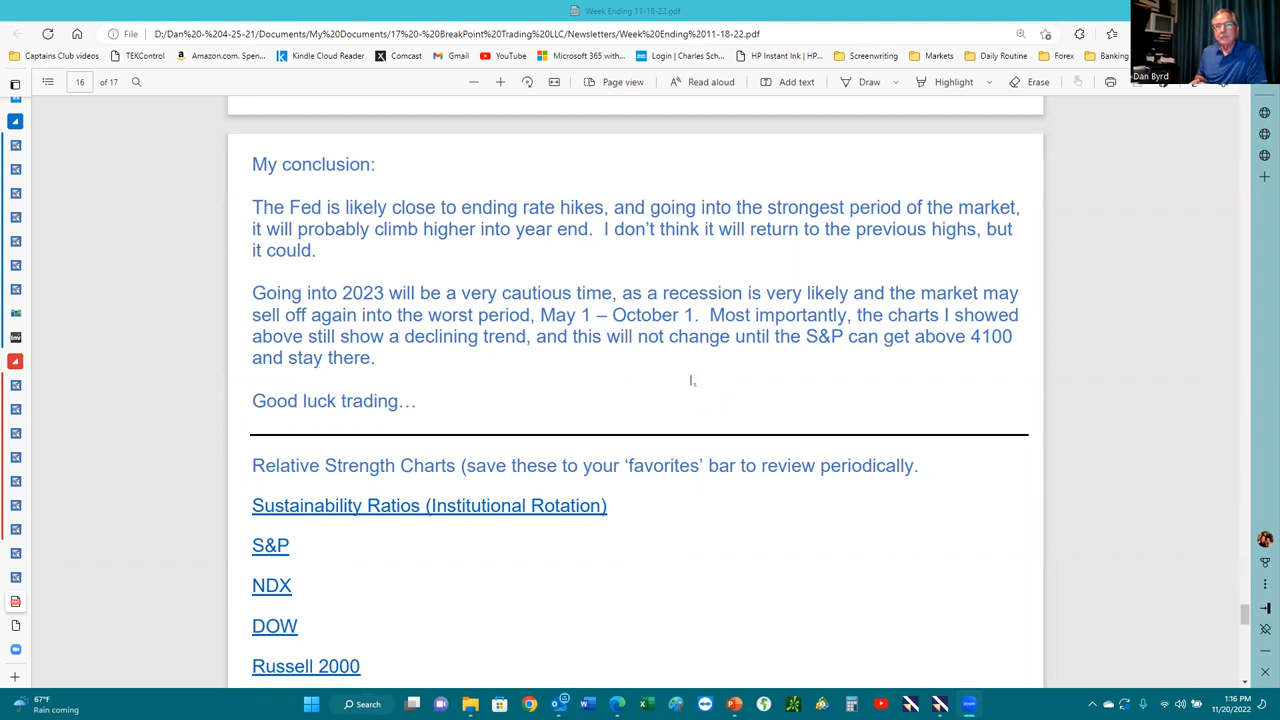 Week Ending 11-18-22.pdf
File
D:/Dan%20-%204-25-21/Documents/My%20Documents/17%20-%20BreakPoint%20Trading%20LLC/Newsletters/Week%20Ending%2011-18-22.pdf
Captains Club videos
TEKControl
Amazon.com. Spen...
Kindle Cloud Reader
Comcast
Gmail
YouTube
Microsoft 365 with...
Login | Charles Sch...
HP Instant Ink | HP...
Screenwriting
Markets
Daily Routine
Forex
Banking
Dan Byrd
16 of 17
Page view
Read aloud
Add text
Draw
Highlight
Erase
My conclusion:
The Fed is likely close to ending rate hikes, and going into the strongest period of the market,
it will probably climb higher into year end.  I don't think it will return to the previous highs, but
it could.
Going into 2023 will be a very cautious time, as a recession is very likely and the market may
sell off again into the worst period, May 1 – October 1.  Most importantly, the charts I showed
above still show a declining trend, and this will not change until the S&P can get above 4100
and stay there.
Good luck trading…
Relative Strength Charts (save these to your 'favorites' bar to review periodically.
Sustainability Ratios (Institutional Rotation)
S&P
NDX
DOW
Russell 2000
67°F
Rain coming
Search
1:16 PM
11/20/2022